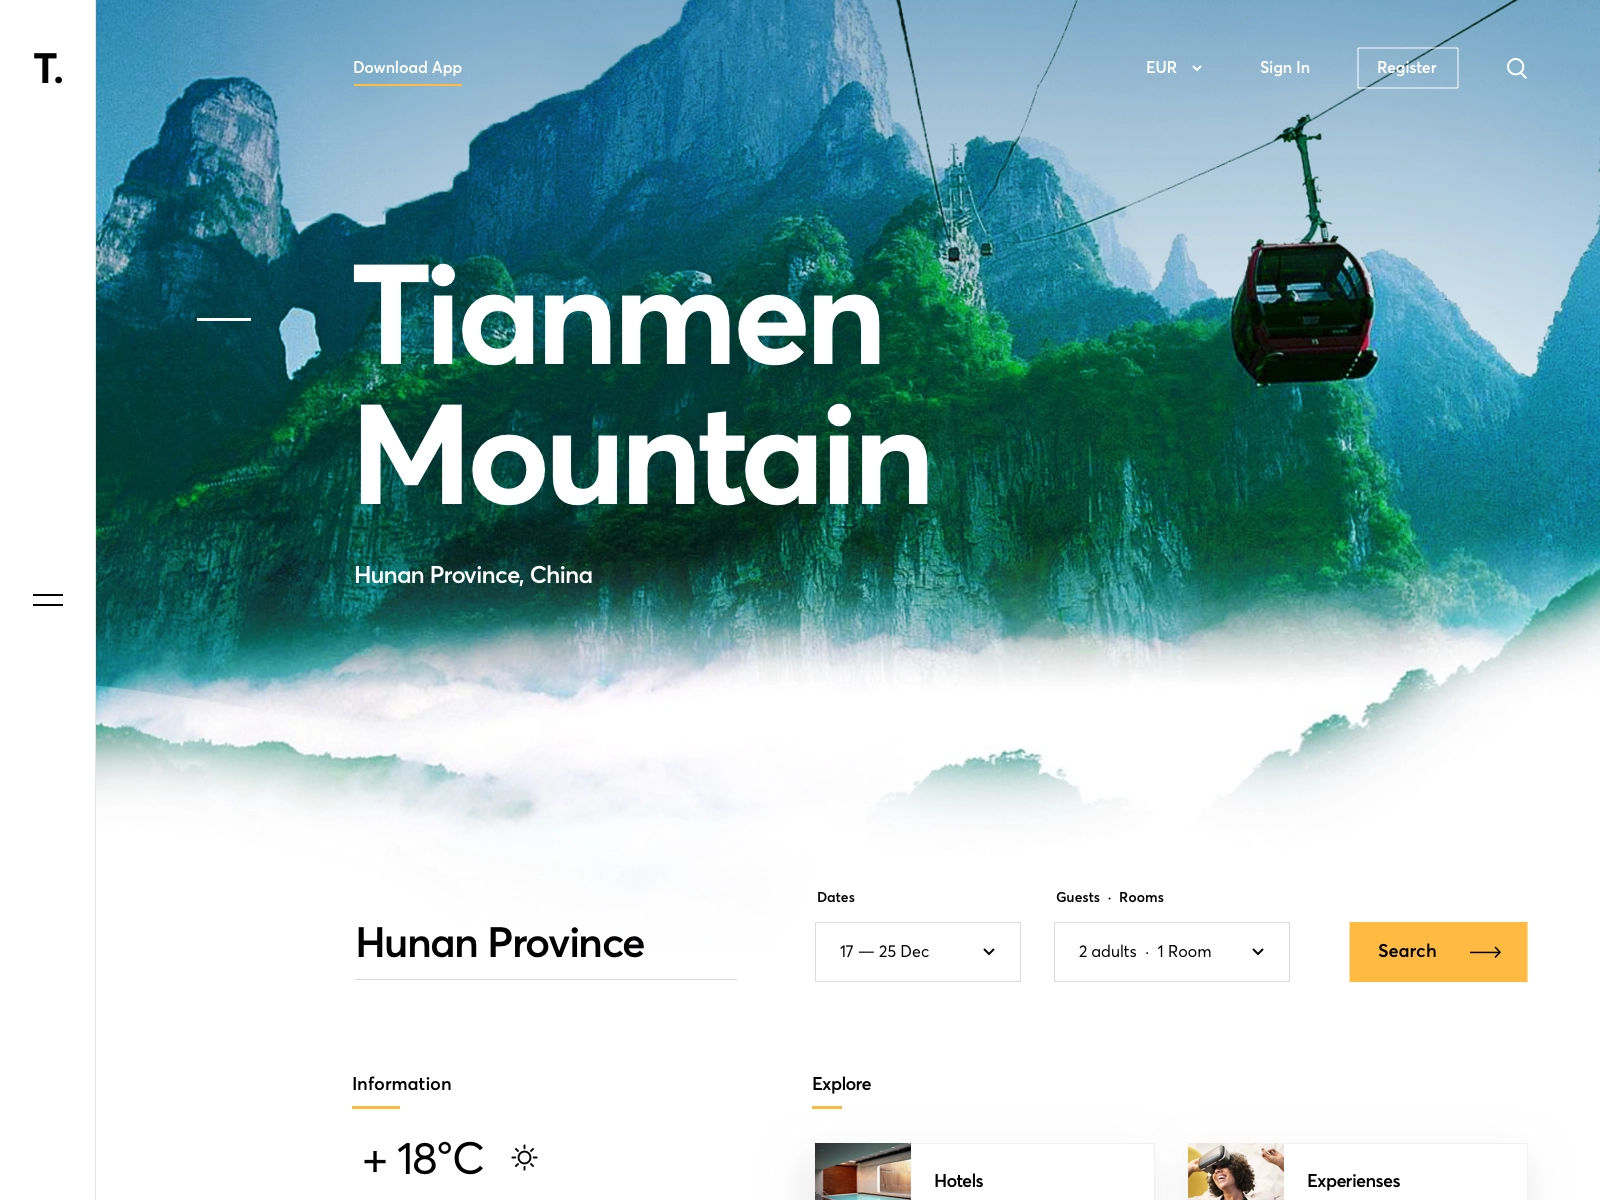 T.
Download App
EUR
Sign In
Register
Tianmen
Mountain
Hunan Province, China
Dates
Guests · Rooms
Hunan Province
17 — 25 Dec
2 adults · 1 Room
Search
Information
Explore
+ 18°C
Hotels
Experienses